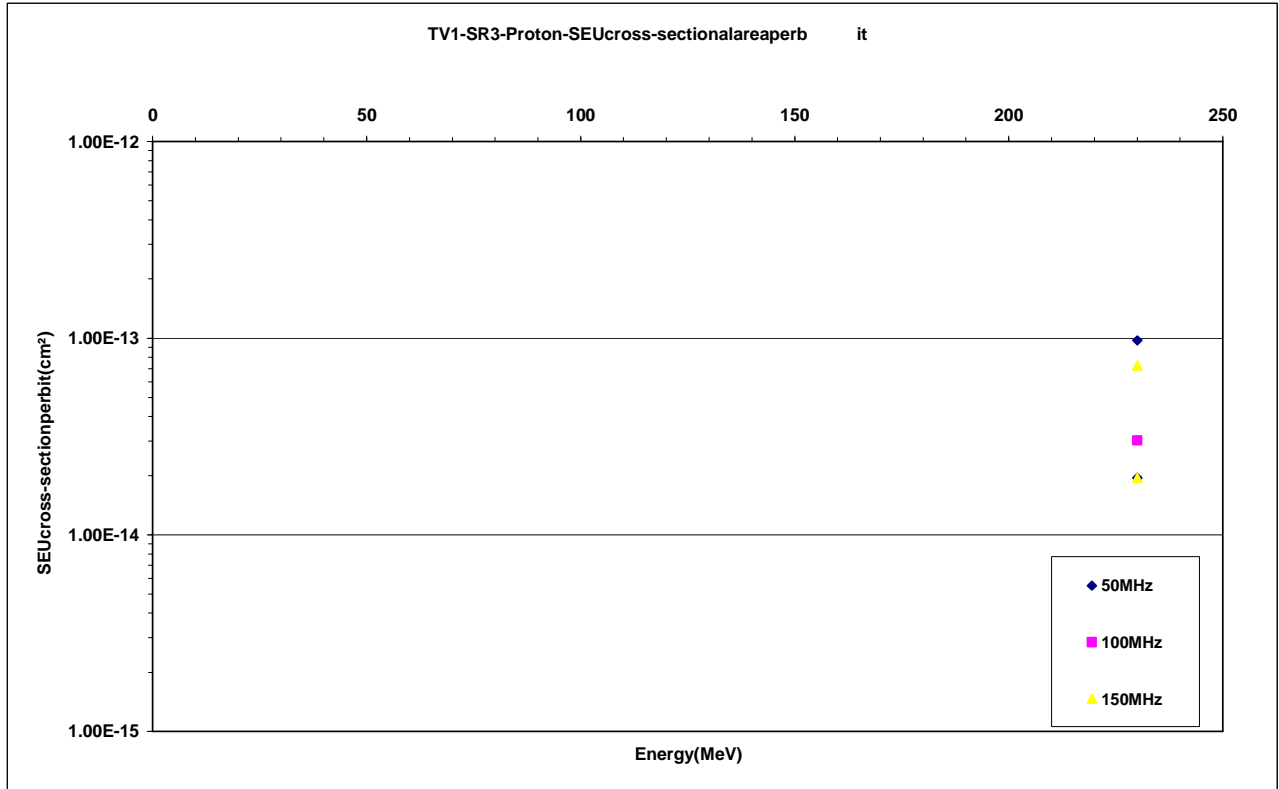 TV1-SR3-Proton-SEUcross-sectionalareaperb it
0 50 100 150 200 250
1.00E-12
1.00E-13
1.00E-14
1.00E-15
SEUcross-sectionperbit(cm²)
50MHz
100MHz
150MHz
Energy(MeV)